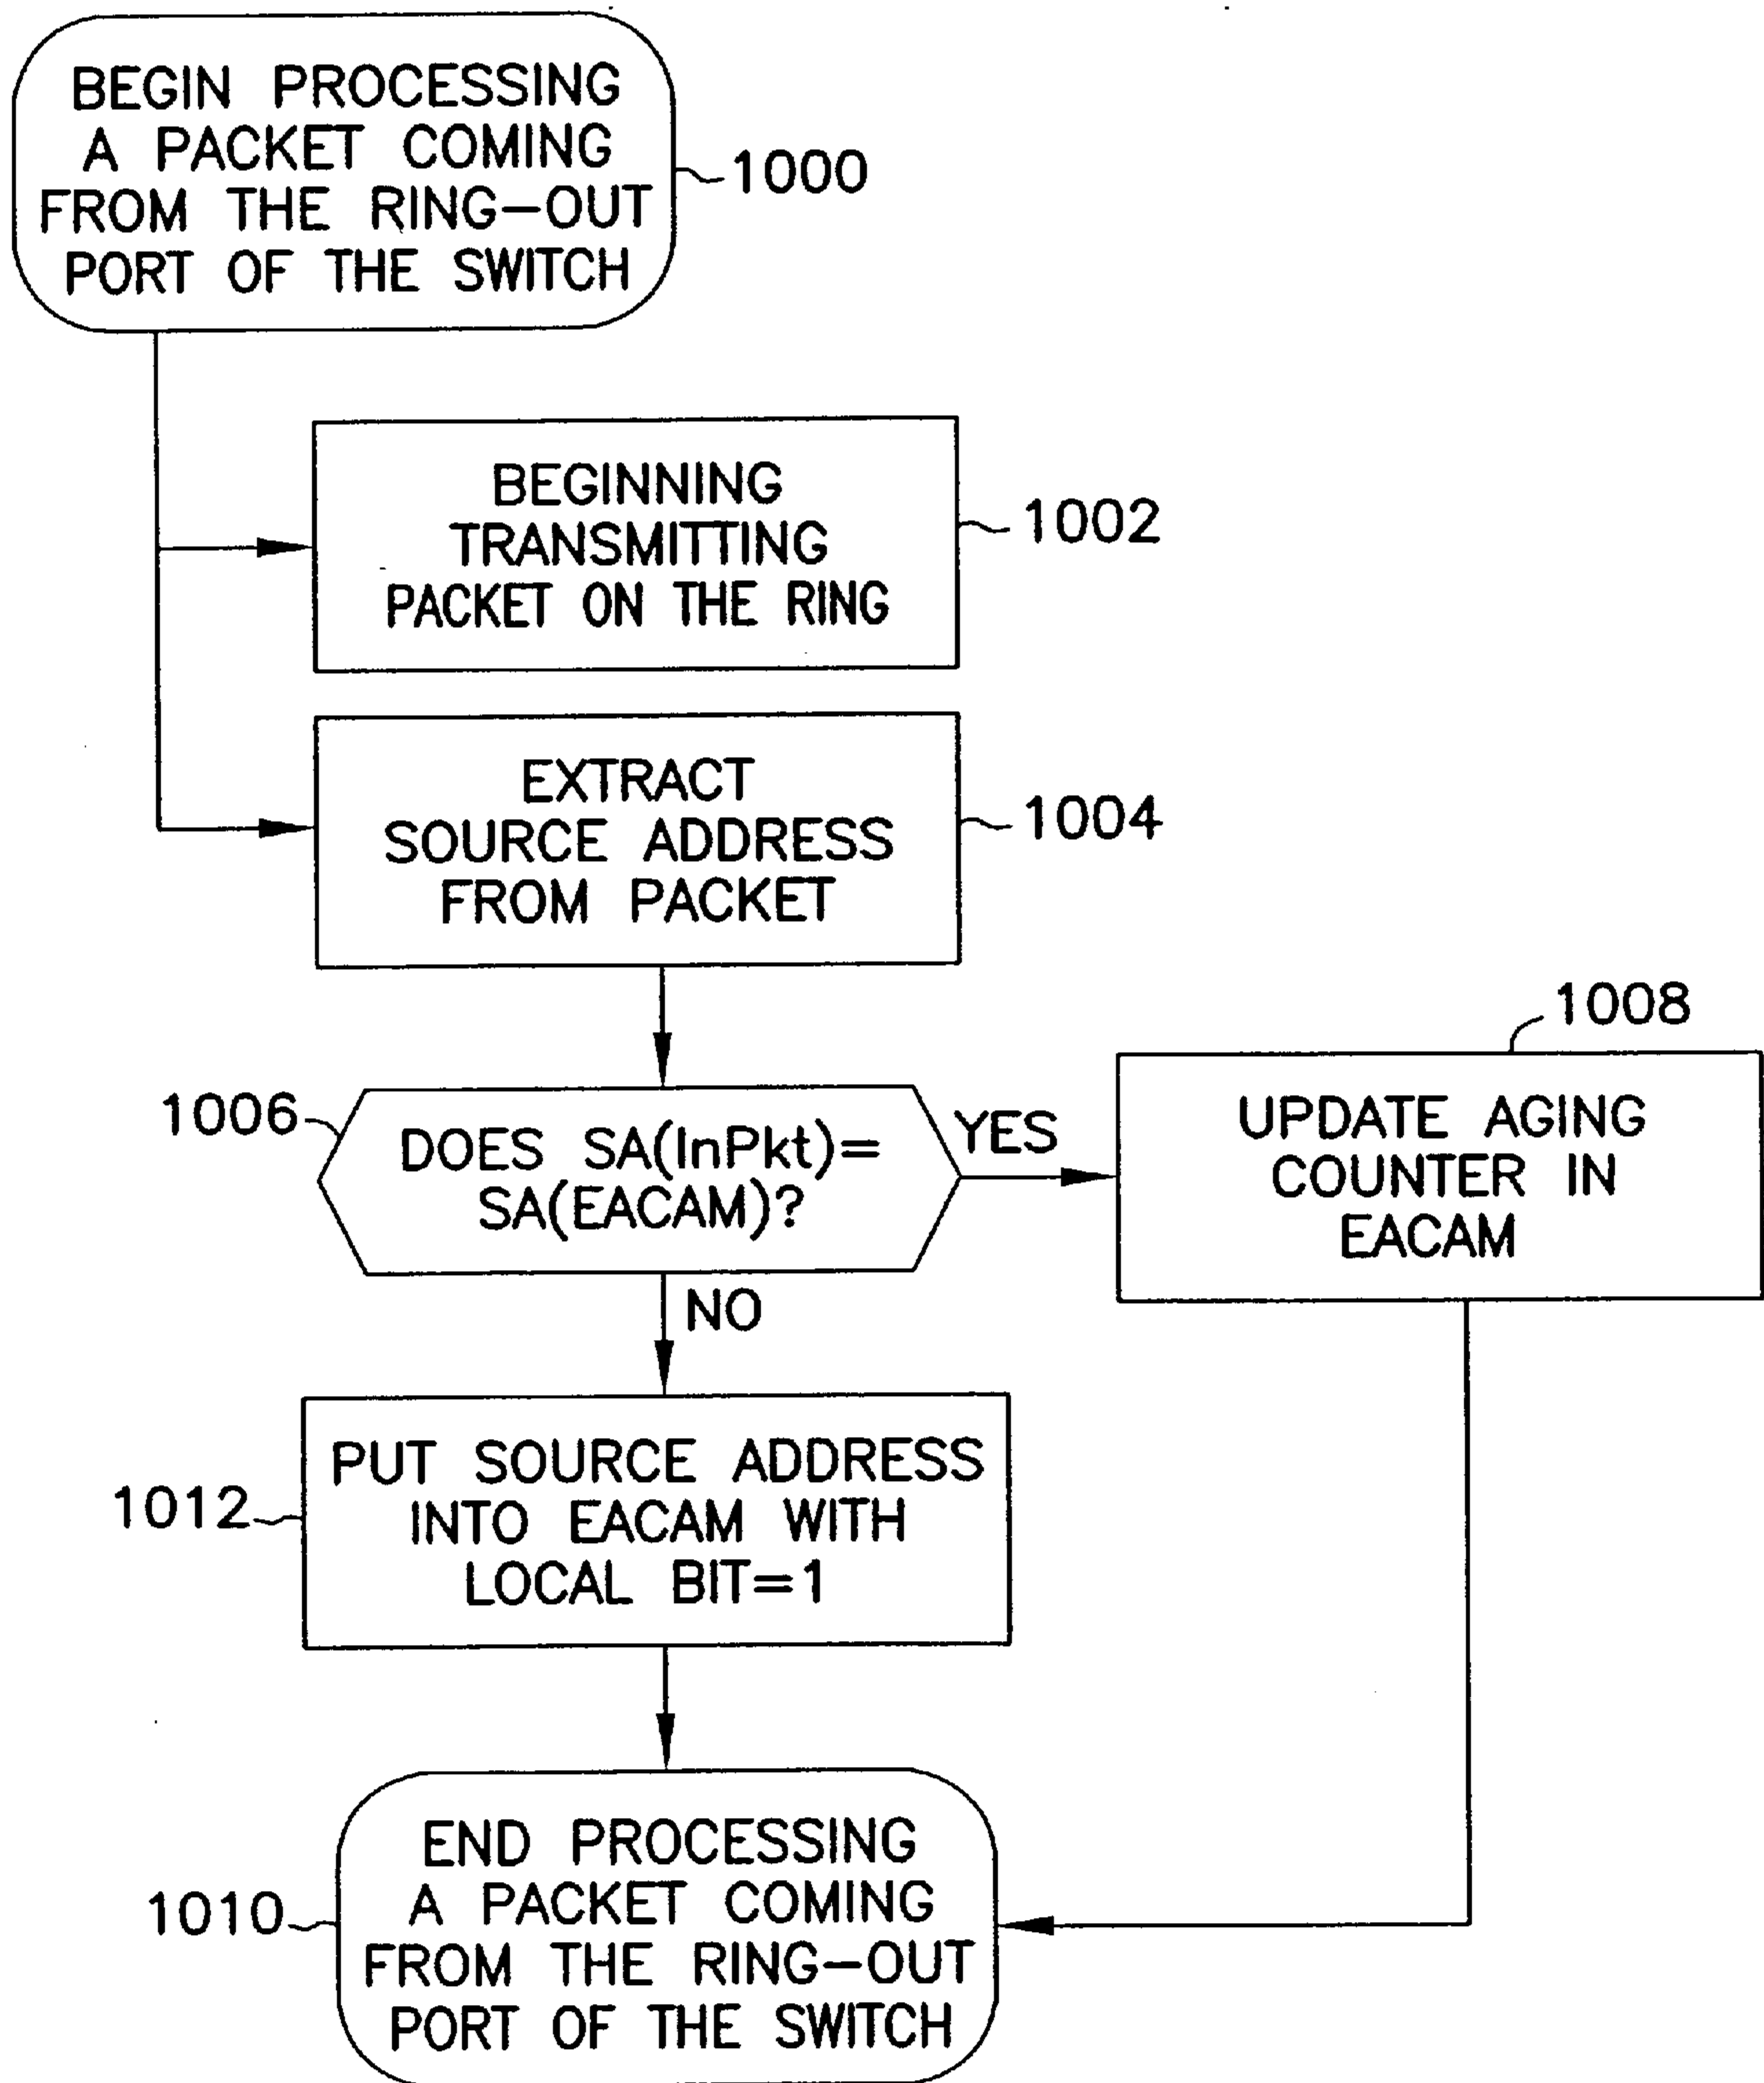 BEGIN PROCESSING
A PACKET COMING
FROM THE RING-OUT
PORT OF THE SWITCH
1000
BEGINNING
TRANSMITTING
PACKET ON THE RING
1002
EXTRACT
SOURCE ADDRESS
FROM PACKET
1004
1006
DOES SA(InPkt)=
SA(EACAM)?
YES
1008
UPDATE AGING
COUNTER IN
EACAM
NO
1012
PUT SOURCE ADDRESS
INTO EACAM WITH
LOCAL BIT=1
1010
END PROCESSING
A PACKET COMING
FROM THE RING-OUT
PORT OF THE SWITCH